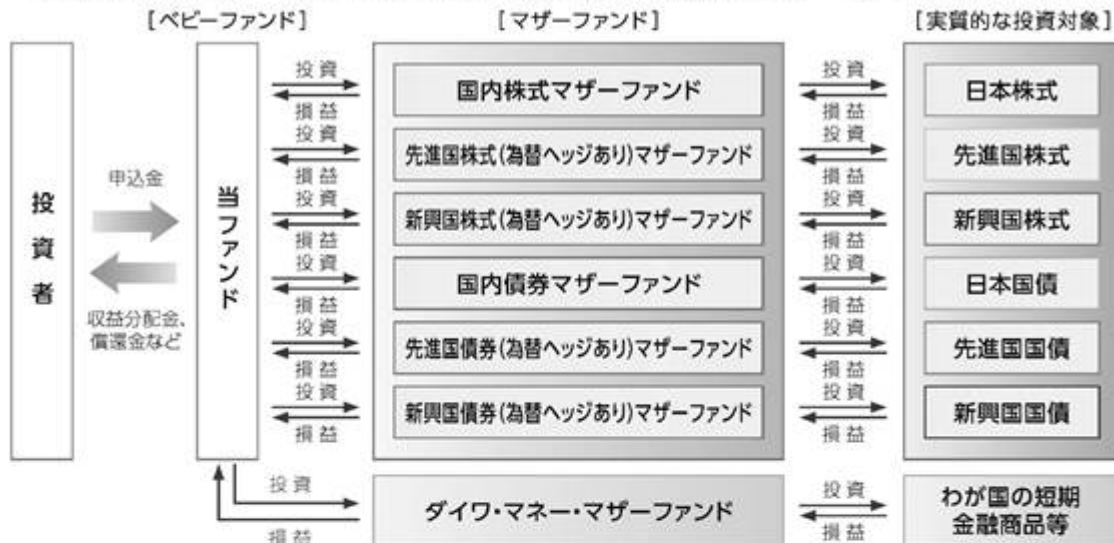 [ベビーファンド]
[マザーファンド]
[実質的な投資対象]
投資者
申込金
収益分配金、
償還金など
当ファンド
投資
損益
投資
損益
投資
損益
投資
損益
投資
損益
投資
損益
国内株式マザーファンド
先進国株式(為替ヘッジあり)マザーファンド
新興国株式(為替ヘッジあり)マザーファンド
国内債券マザーファンド
先進国債券(為替ヘッジあり)マザーファンド
新興国債券(為替ヘッジあり)マザーファンド
投資
損益
投資
損益
投資
損益
投資
損益
投資
損益
投資
損益
日本株式
先進国株式
新興国株式
日本国債
先進国国債
新興国国債
投資
損益
ダイワ・マネー・マザーファンド
投資
損益
わが国の短期
金融商品等